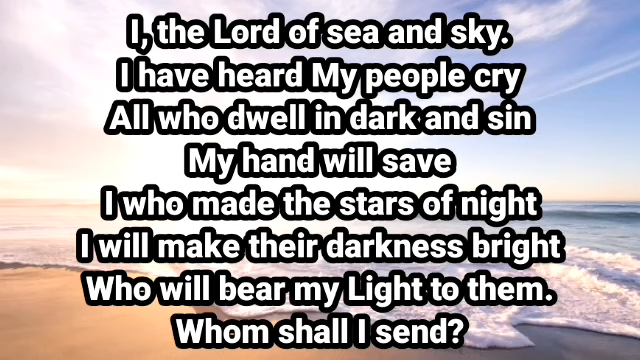 I, the Lord of sea and sky.
I have heard My people cry
All who dwell in dark and sin
My hand will save
I who made the stars of night
I will make their darkness bright
Who will bear my Light to them.
Whom shall I send?